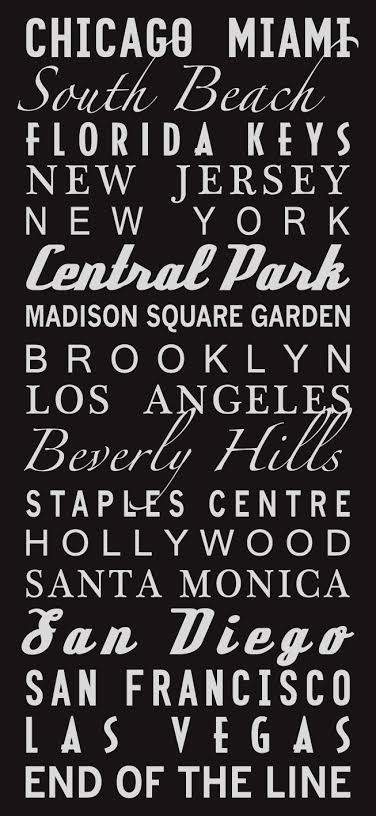 CHICAGO MIAMI
South Beach
FLORIDA KEYS
NEW JERSEY
NEW YORK
Central Park
MADISON SQUARE GARDEN
BROOKLYN
LOS ANGELES
Beverly Hills
STAPLES CENTRE
HOLLYWOOD
SANTA MONICA
San Diego
SAN FRANCISCO
LAS VEGAS
END OF THE LINE